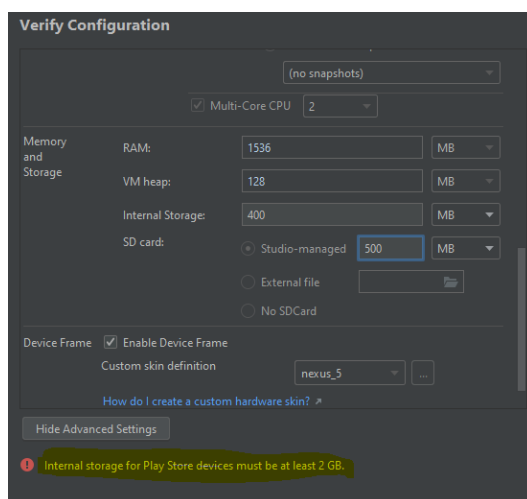 Verify Configuration
(no snapshots)
Multi-Core CPU 2
Memory and Storage
RAM: 1536 MB
VM heap: 128 MB
Internal Storage: 400 MB
SD card: Studio-managed 500 MB
External file
No SDCard
Device Frame Enable Device Frame
Custom skin definition nexus_5 ...
How do I create a custom hardware skin? ↗
Hide Advanced Settings
Internal storage for Play Store devices must be at least 2 GB.